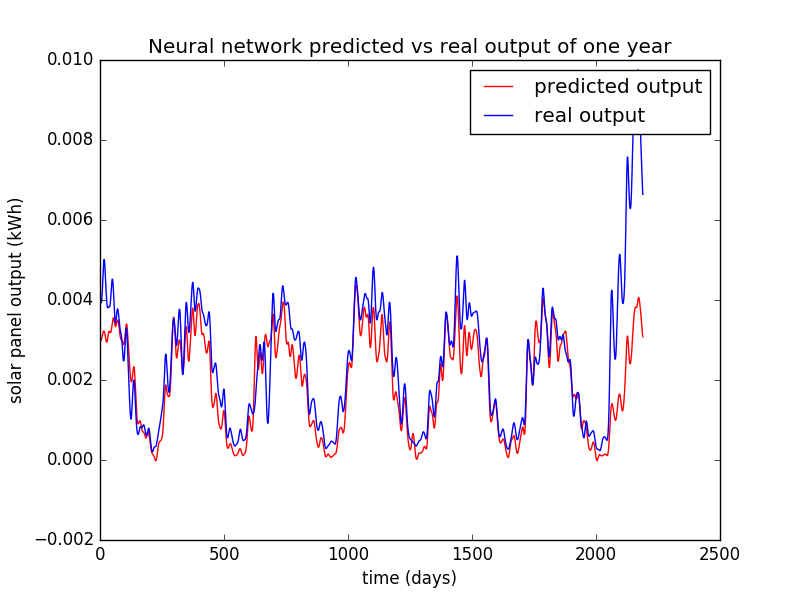 Neural network predicted vs real output of one year
predicted output
real output
0.010
0.008
0.006
0.004
0.002
0.000
−0.002
solar panel output (kWh)
0
500
1000
1500
2000
2500
time (days)